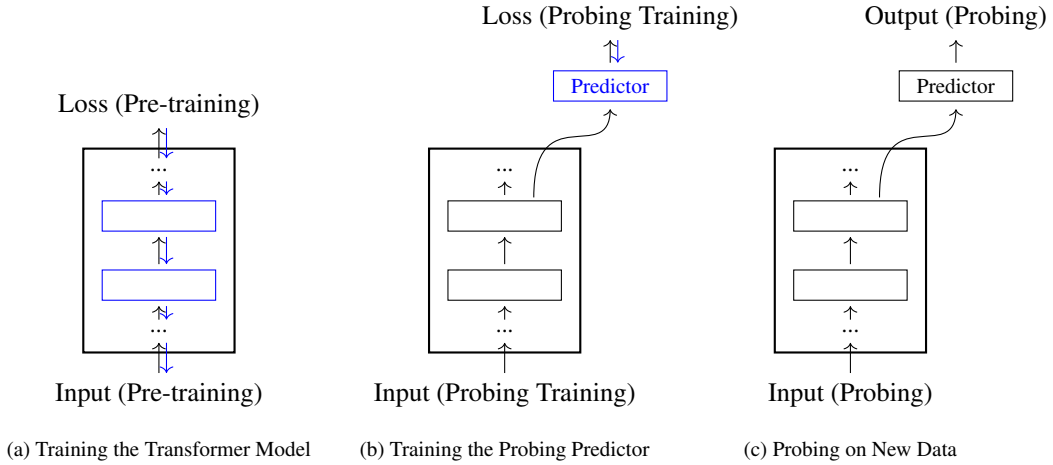 Loss (Probing Training)
Output (Probing)
Predictor
Predictor
Loss (Pre-training)
...
...
...
...
...
...
Input (Pre-training)
Input (Probing Training)
Input (Probing)
(a) Training the Transformer Model
(b) Training the Probing Predictor
(c) Probing on New Data